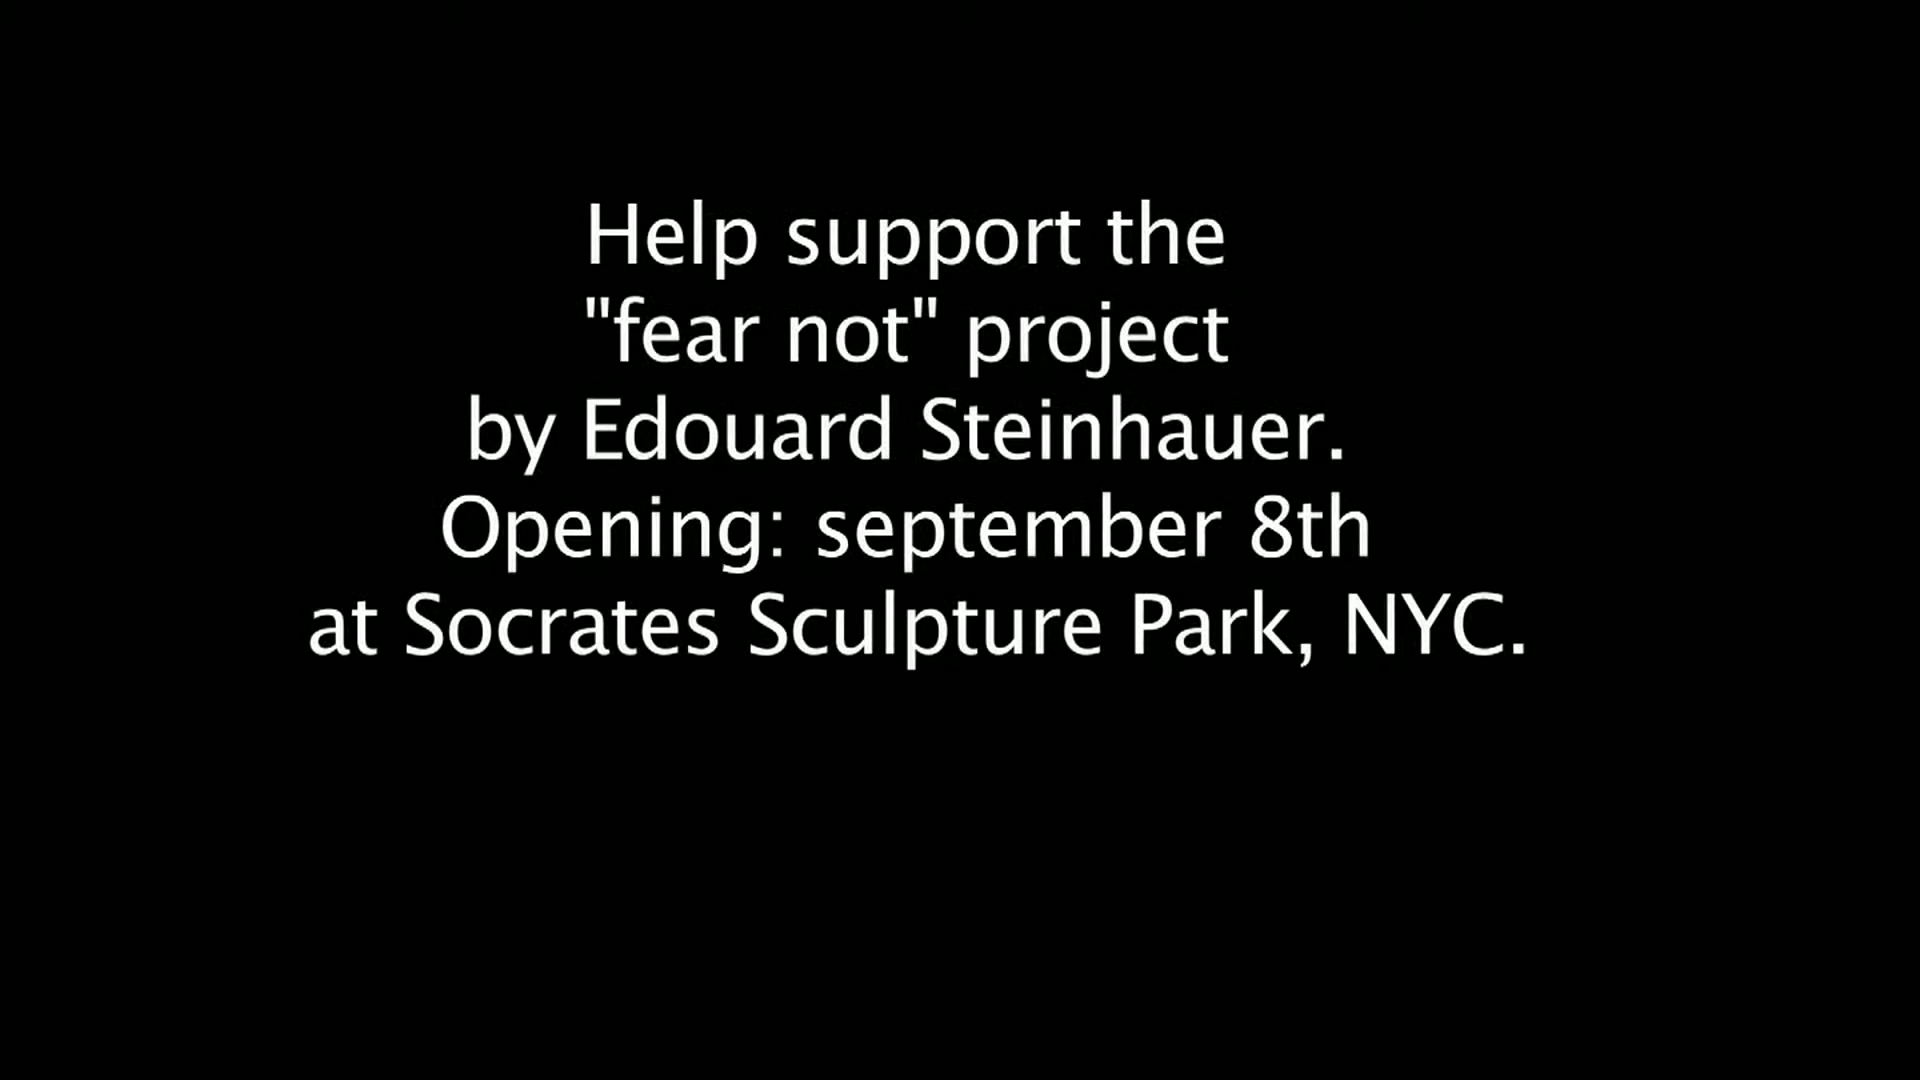 Help support the
"fear not" project
by Edouard Steinhauer.
Opening: september 8th
at Socrates Sculpture Park, NYC.